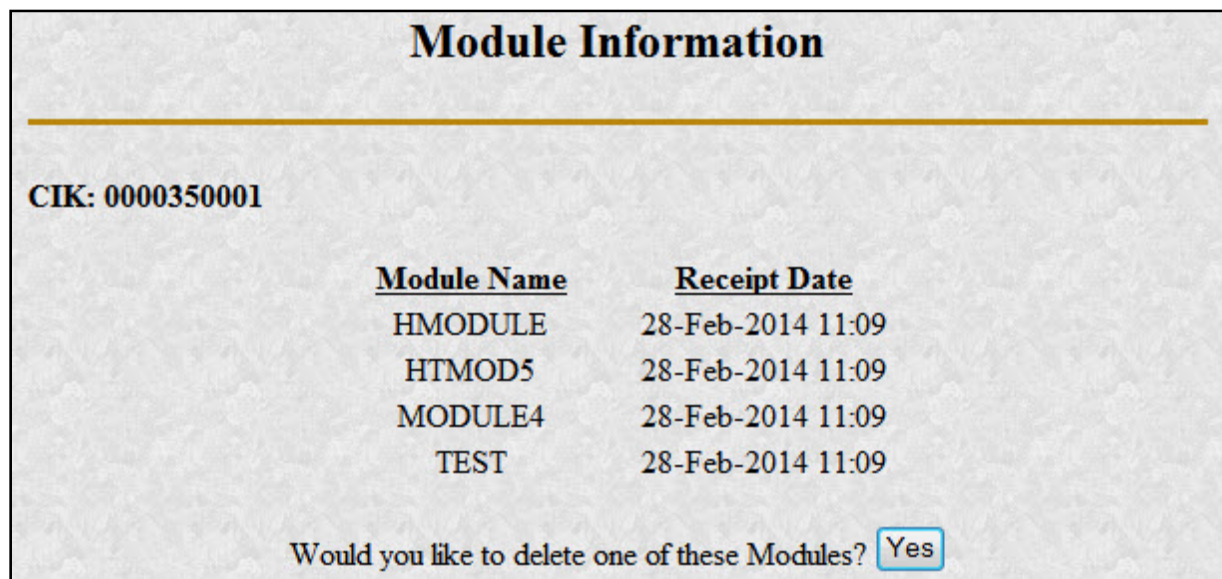 Module Information
CIK: 0000350001
Module Name Receipt Date
HMODULE 28-Feb-2014 11:09
HTMOD5 28-Feb-2014 11:09
MODULE4 28-Feb-2014 11:09
TEST 28-Feb-2014 11:09
Would you like to delete one of these Modules? Yes